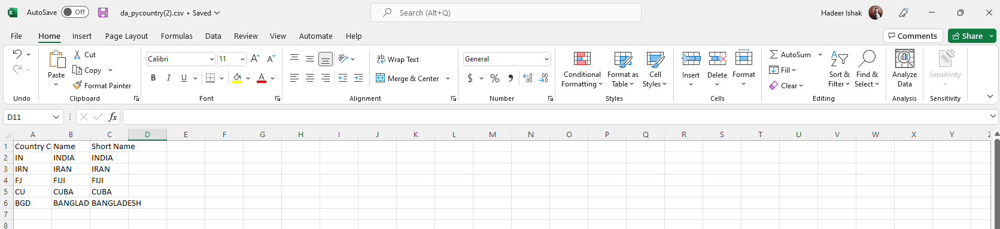 AutoSave Off da_pycountry(2).csv • Saved Search (Alt+Q) Hadeer Ishak
File Home Insert Page Layout Formulas Data Review View Automate Help Comments Share
Cut
Copy
Format Painter
Paste
Calibri 11
B I U A
Wrap Text
Merge & Center
General
$ % 9 .00 .00
Conditional Formatting
Format as Table
Cell Styles
Insert Delete Format
AutoSum
Fill
Clear
Sort & Filter
Find & Select
Analyze Data
Sensitivity
Undo Clipboard Font Alignment Number Styles Cells Editing Analysis Sensitivity
D11 fx
A B C D E F G H I J K L M N O P Q R S T U V W X Y Z
1 Country C Name Short Name
2 IN INDIA INDIA
3 IRN IRAN IRAN
4 FJ FIJI FIJI
5 CU CUBA CUBA
6 BGD BANGLAD BANGLADESH
7
8